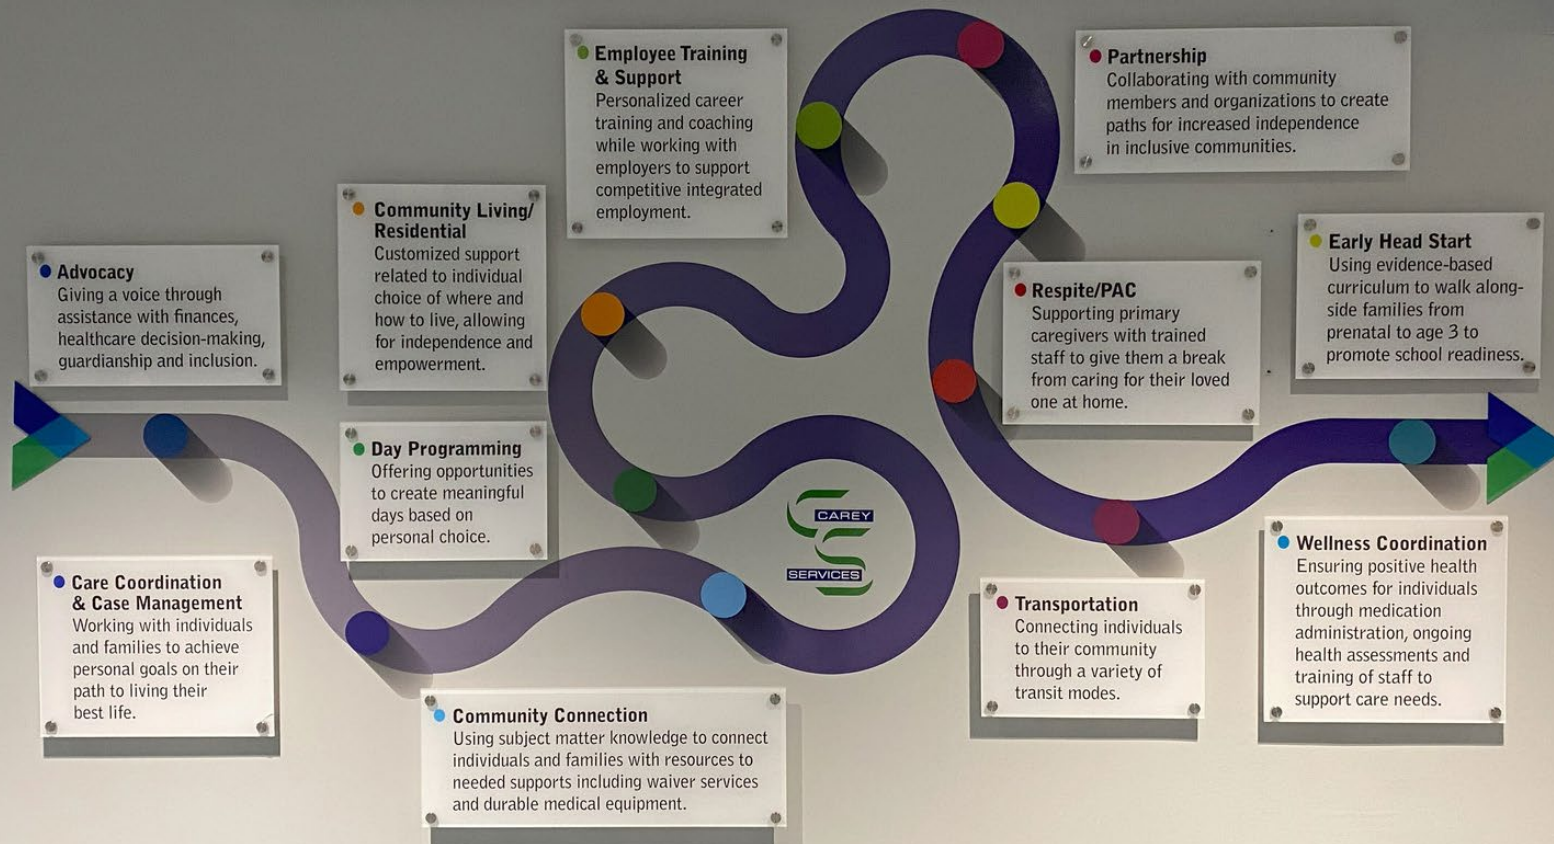 Advocacy
Giving a voice through
assistance with finances,
healthcare decision-making,
guardianship and inclusion.
Care Coordination
& Case Management
Working with individuals
and families to achieve
personal goals on their
path to living their
best life.
Community Connection
Using subject matter knowledge to connect
individuals and families with resources to
needed supports including waiver services
and durable medical equipment.
Day Programming
Offering opportunities
to create meaningful
days based on
personal choice.
Community Living/
Residential
Customized support
related to individual
choice of where and
how to live, allowing
for independence and
empowerment.
Employee Training
& Support
Personalized career
training and coaching
while working with
employers to support
competitive integrated
employment.
Partnership
Collaborating with community
members and organizations to create
paths for increased independence
in inclusive communities.
Early Head Start
Using evidence-based
curriculum to walk along-
side families from
prenatal to age 3 to
promote school readiness.
Respite/PAC
Supporting primary
caregivers with trained
staff to give them a break
from caring for their loved
one at home.
Transportation
Connecting individuals
to their community
through a variety of
transit modes.
Wellness Coordination
Ensuring positive health
outcomes for individuals
through medication
administration, ongoing
health assessments and
training of staff to
support care needs.
CAREY
SERVICES